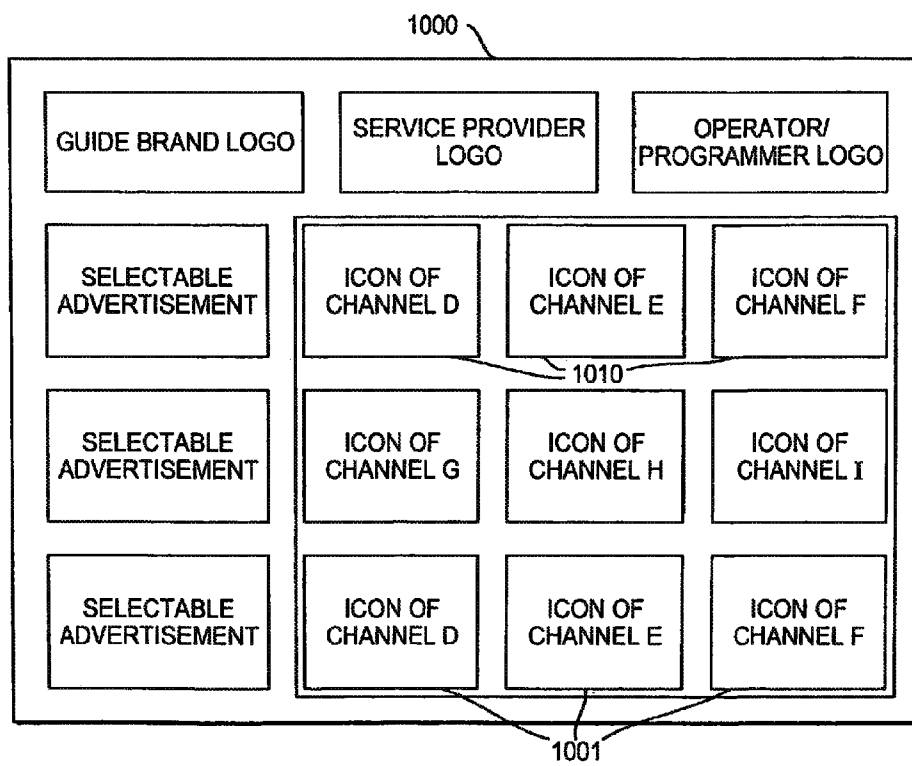 1000
GUIDE BRAND LOGO
SERVICE PROVIDER
LOGO
OPERATOR/
PROGRAMMER LOGO
SELECTABLE
ADVERTISEMENT
ICON OF
CHANNEL D
ICON OF
CHANNEL E
ICON OF
CHANNEL F
1010
SELECTABLE
ADVERTISEMENT
ICON OF
CHANNEL G
ICON OF
CHANNEL H
ICON OF
CHANNEL I
SELECTABLE
ADVERTISEMENT
ICON OF
CHANNEL D
ICON OF
CHANNEL E
ICON OF
CHANNEL F
1001